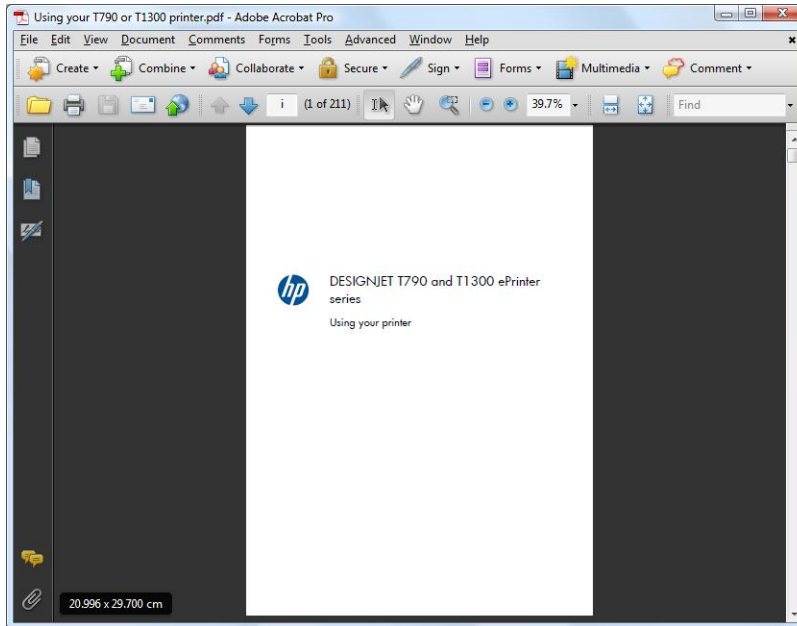 Using your T790 or T1300 printer.pdf - Adobe Acrobat Pro
File Edit View Document Comments Forms Tools Advanced Window Help
Create Combine Collaborate Secure Sign Forms Multimedia Comment
i (1 of 211) 39.7% Find
hp
DESIGNJET T790 and T1300 ePrinter
series
Using your printer
20.996 x 29.700 cm